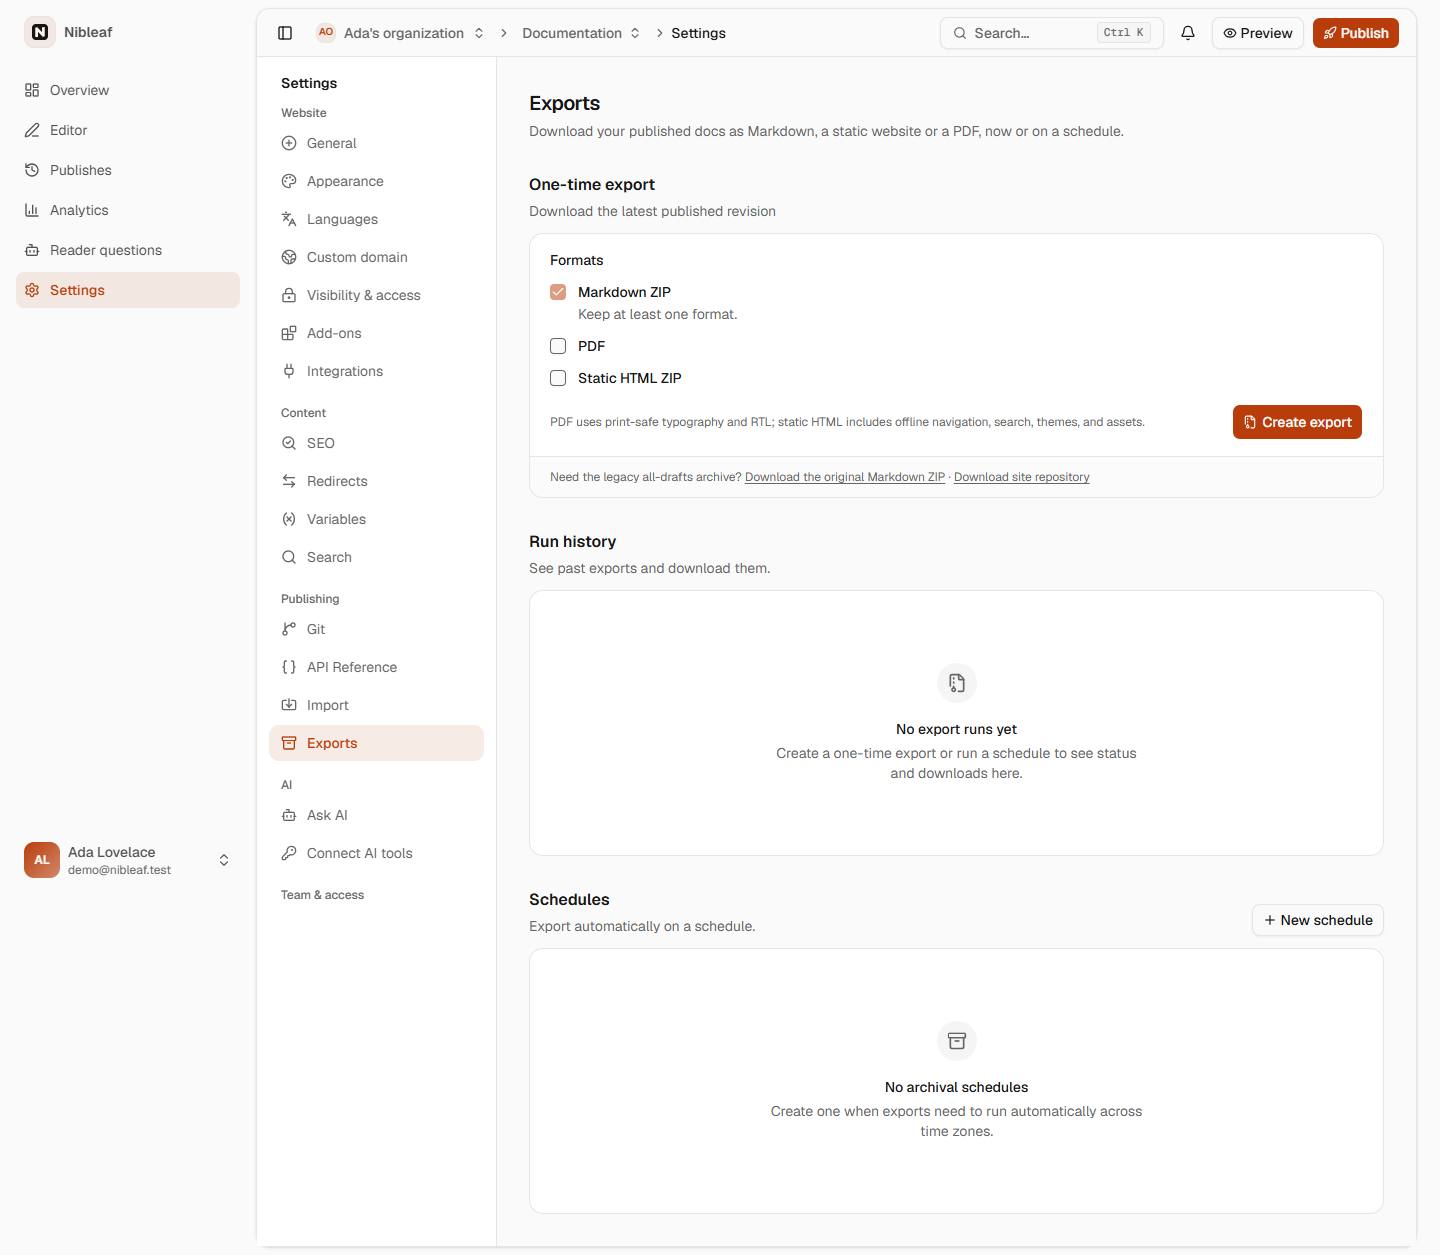 Nibleaf
Overview
Editor
Publishes
Analytics
Reader questions
Settings
AL
Ada Lovelace
demo@nibleaf.test
AO Ada's organization
Documentation
Settings
Search...
Ctrl K
Preview
Publish
Settings
Website
General
Appearance
Languages
Custom domain
Visibility & access
Add-ons
Integrations
Content
SEO
Redirects
Variables
Search
Publishing
Git
API Reference
Import
Exports
AI
Ask AI
Connect AI tools
Team & access
Exports
Download your published docs as Markdown, a static website or a PDF, now or on a schedule.
One-time export
Download the latest published revision
Formats
Markdown ZIP
Keep at least one format.
PDF
Static HTML ZIP
PDF uses print-safe typography and RTL; static HTML includes offline navigation, search, themes, and assets.
Create export
Need the legacy all-drafts archive? Download the original Markdown ZIP · Download site repository
Run history
See past exports and download them.
No export runs yet
Create a one-time export or run a schedule to see status
and downloads here.
Schedules
Export automatically on a schedule.
New schedule
No archival schedules
Create one when exports need to run automatically across
time zones.